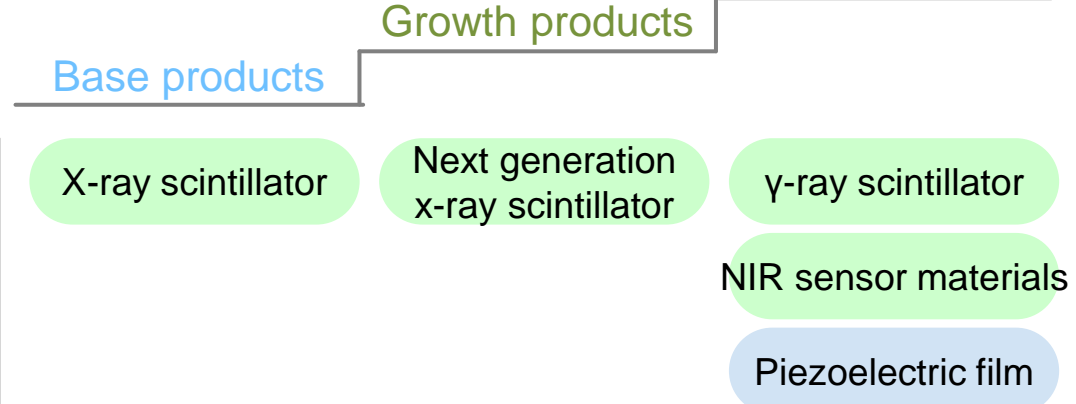 Growth products
Base products
X-ray scintillator
Next generation
x-ray scintillator
γ-ray scintillator
NIR sensor materials
Piezoelectric film